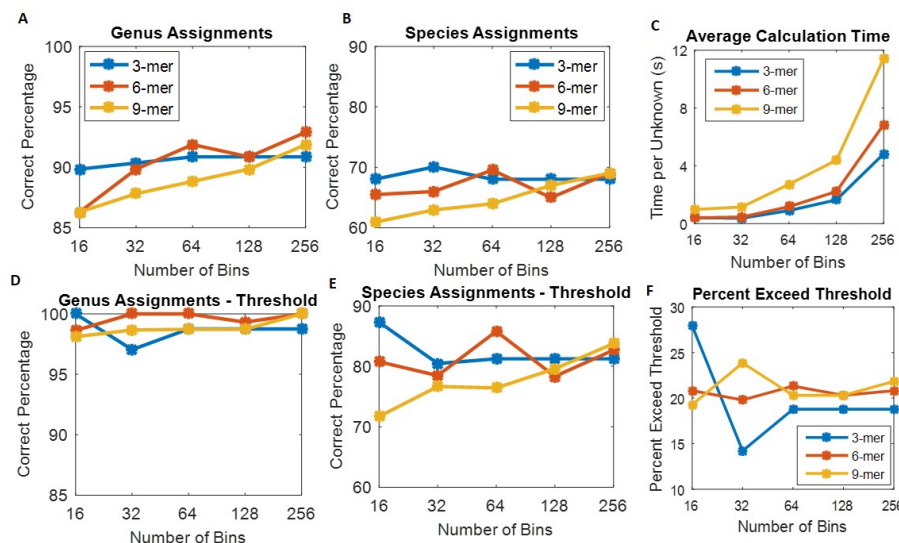 A
Genus Assignments
100
95
90
85
Correct Percentage
3-mer
6-mer
9-mer
16 32 64 128 256
Number of Bins
B
Species Assignments
90
80
70
60
Correct Percentage
3-mer
6-mer
9-mer
16 32 64 128 256
Number of Bins
C
Average Calculation Time
12
8
4
0
Time per Unknown (s)
3-mer
6-mer
9-mer
16 32 64 128 256
Number of Bins
D
Genus Assignments - Threshold
100
95
90
85
Correct Percentage
16 32 64 128 256
Number of Bins
E
Species Assignments - Threshold
90
80
70
60
Correct Percentage
16 32 64 128 256
Number of Bins
F
Percent Exceed Threshold
30
25
20
15
10
Percent Exceed Threshold
3-mer
6-mer
9-mer
16 32 64 128 256
Number of Bins